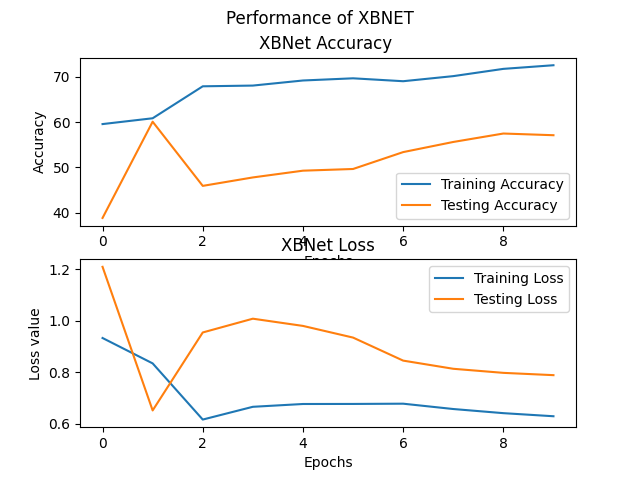 Performance of XBNET
XBNet Accuracy
Accuracy
70
60
50
40
Training Accuracy
Testing Accuracy
0 2 4 6 8
Epochs
XBNet Loss
Loss value
1.2
1.0
0.8
0.6
Training Loss
Testing Loss
0 2 4 6 8
Epochs